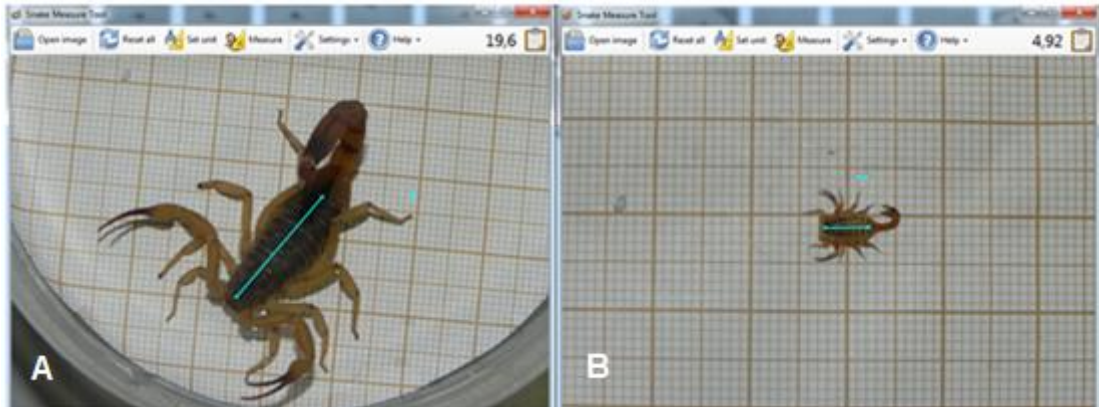 Snake Measure Tool
Open image Reset all Set unit Measure Settings Help 19,6
A
Snake Measure Tool
Open image Reset all Set unit Measure Settings Help 4,92
B